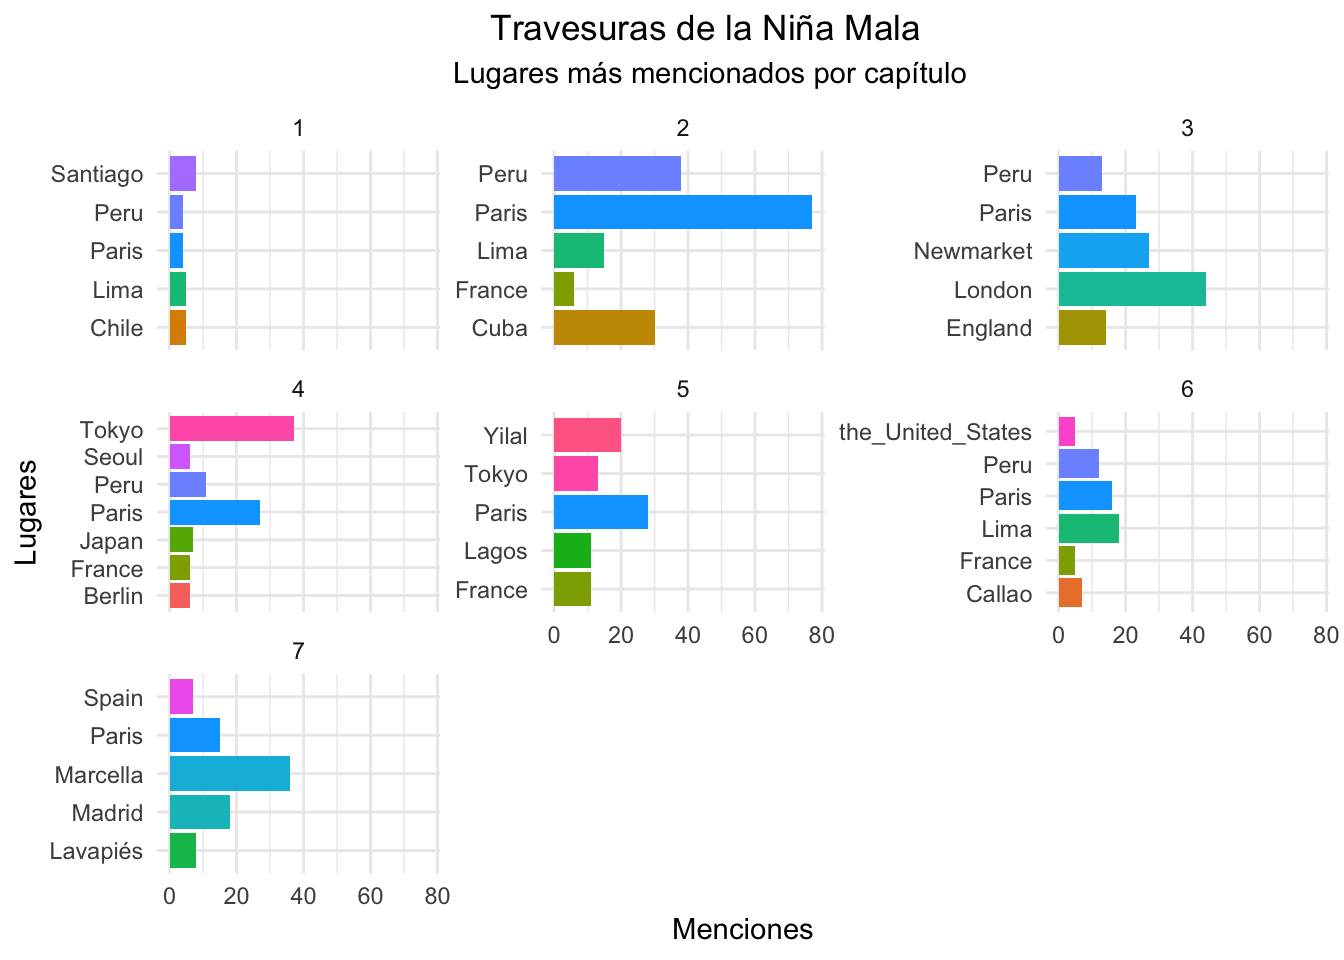 Travesuras de la Niña Mala
Lugares más mencionados por capítulo
1
Santiago
Peru
Paris
Lima
Chile
2
Peru
Paris
Lima
France
Cuba
3
Peru
Paris
Newmarket
London
England
Lugares
4
Tokyo
Seoul
Peru
Paris
Japan
France
Berlin
5
Yilal
Tokyo
Paris
Lagos
France
0 20 40 60 80
6
the_United_States
Peru
Paris
Lima
France
Callao
0 20 40 60 80
7
Spain
Paris
Marcella
Madrid
Lavapiés
0 20 40 60 80
Menciones